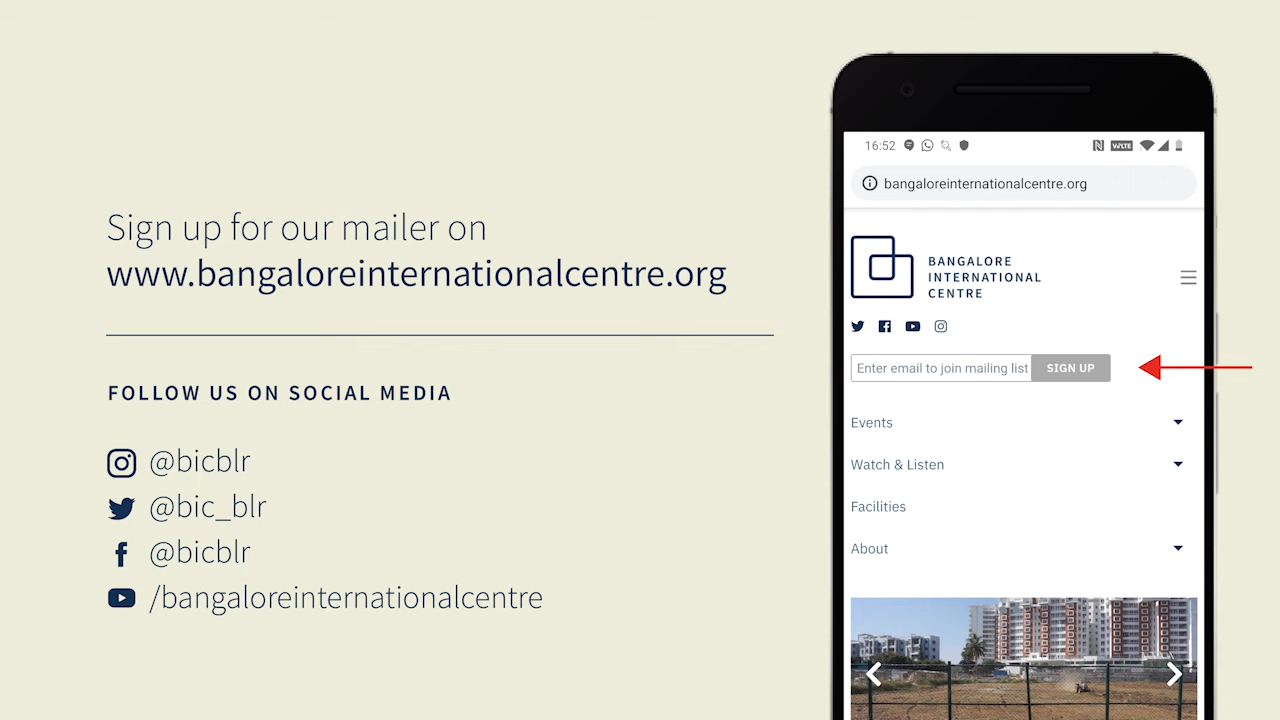 Sign up for our mailer on
www.bangaloreinternationalcentre.org
FOLLOW US ON SOCIAL MEDIA
@bicblr
@bic_blr
@bicblr
/bangaloreinternationalcentre
16:52
VoLTE
bangaloreinternationalcentre.org
BANGALORE
INTERNATIONAL
CENTRE
Enter email to join mailing list
SIGN UP
Events
Watch & Listen
Facilities
About